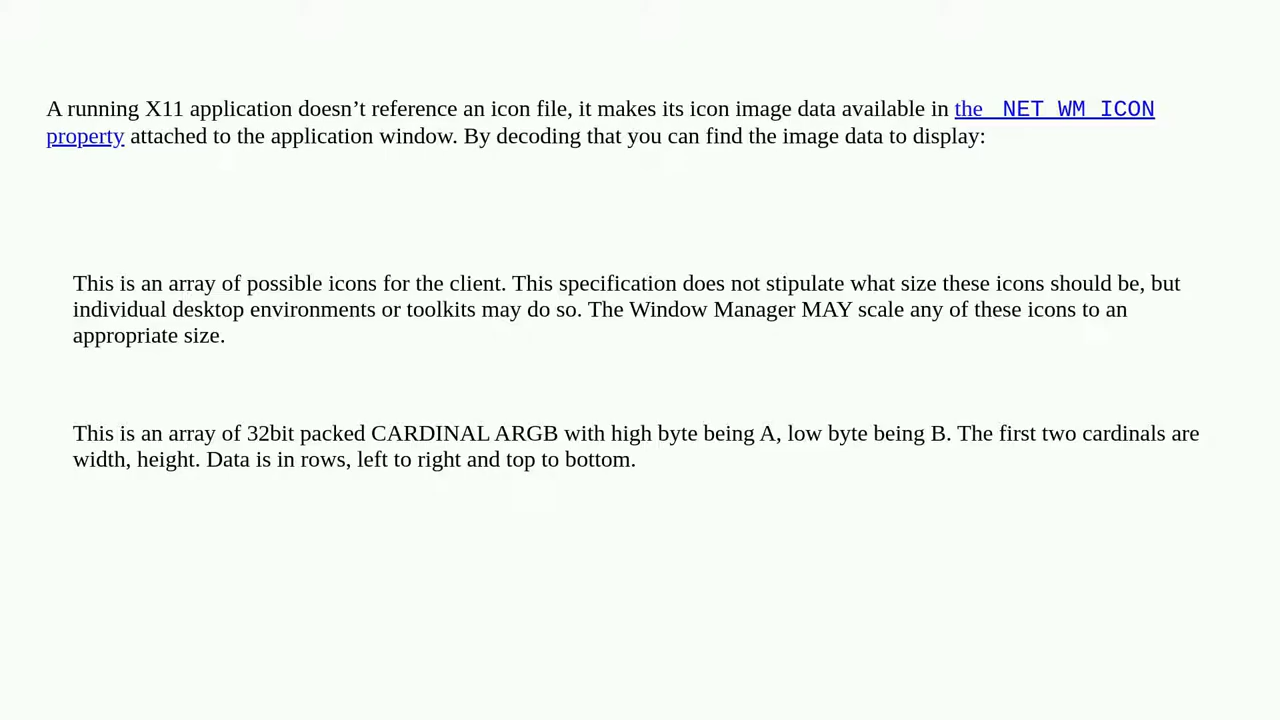 A running X11 application doesn’t reference an icon file, it makes its icon image data available in the _NET_WM_ICON
property attached to the application window. By decoding that you can find the image data to display:
This is an array of possible icons for the client. This specification does not stipulate what size these icons should be, but
individual desktop environments or toolkits may do so. The Window Manager MAY scale any of these icons to an
appropriate size.
This is an array of 32bit packed CARDINAL ARGB with high byte being A, low byte being B. The first two cardinals are
width, height. Data is in rows, left to right and top to bottom.